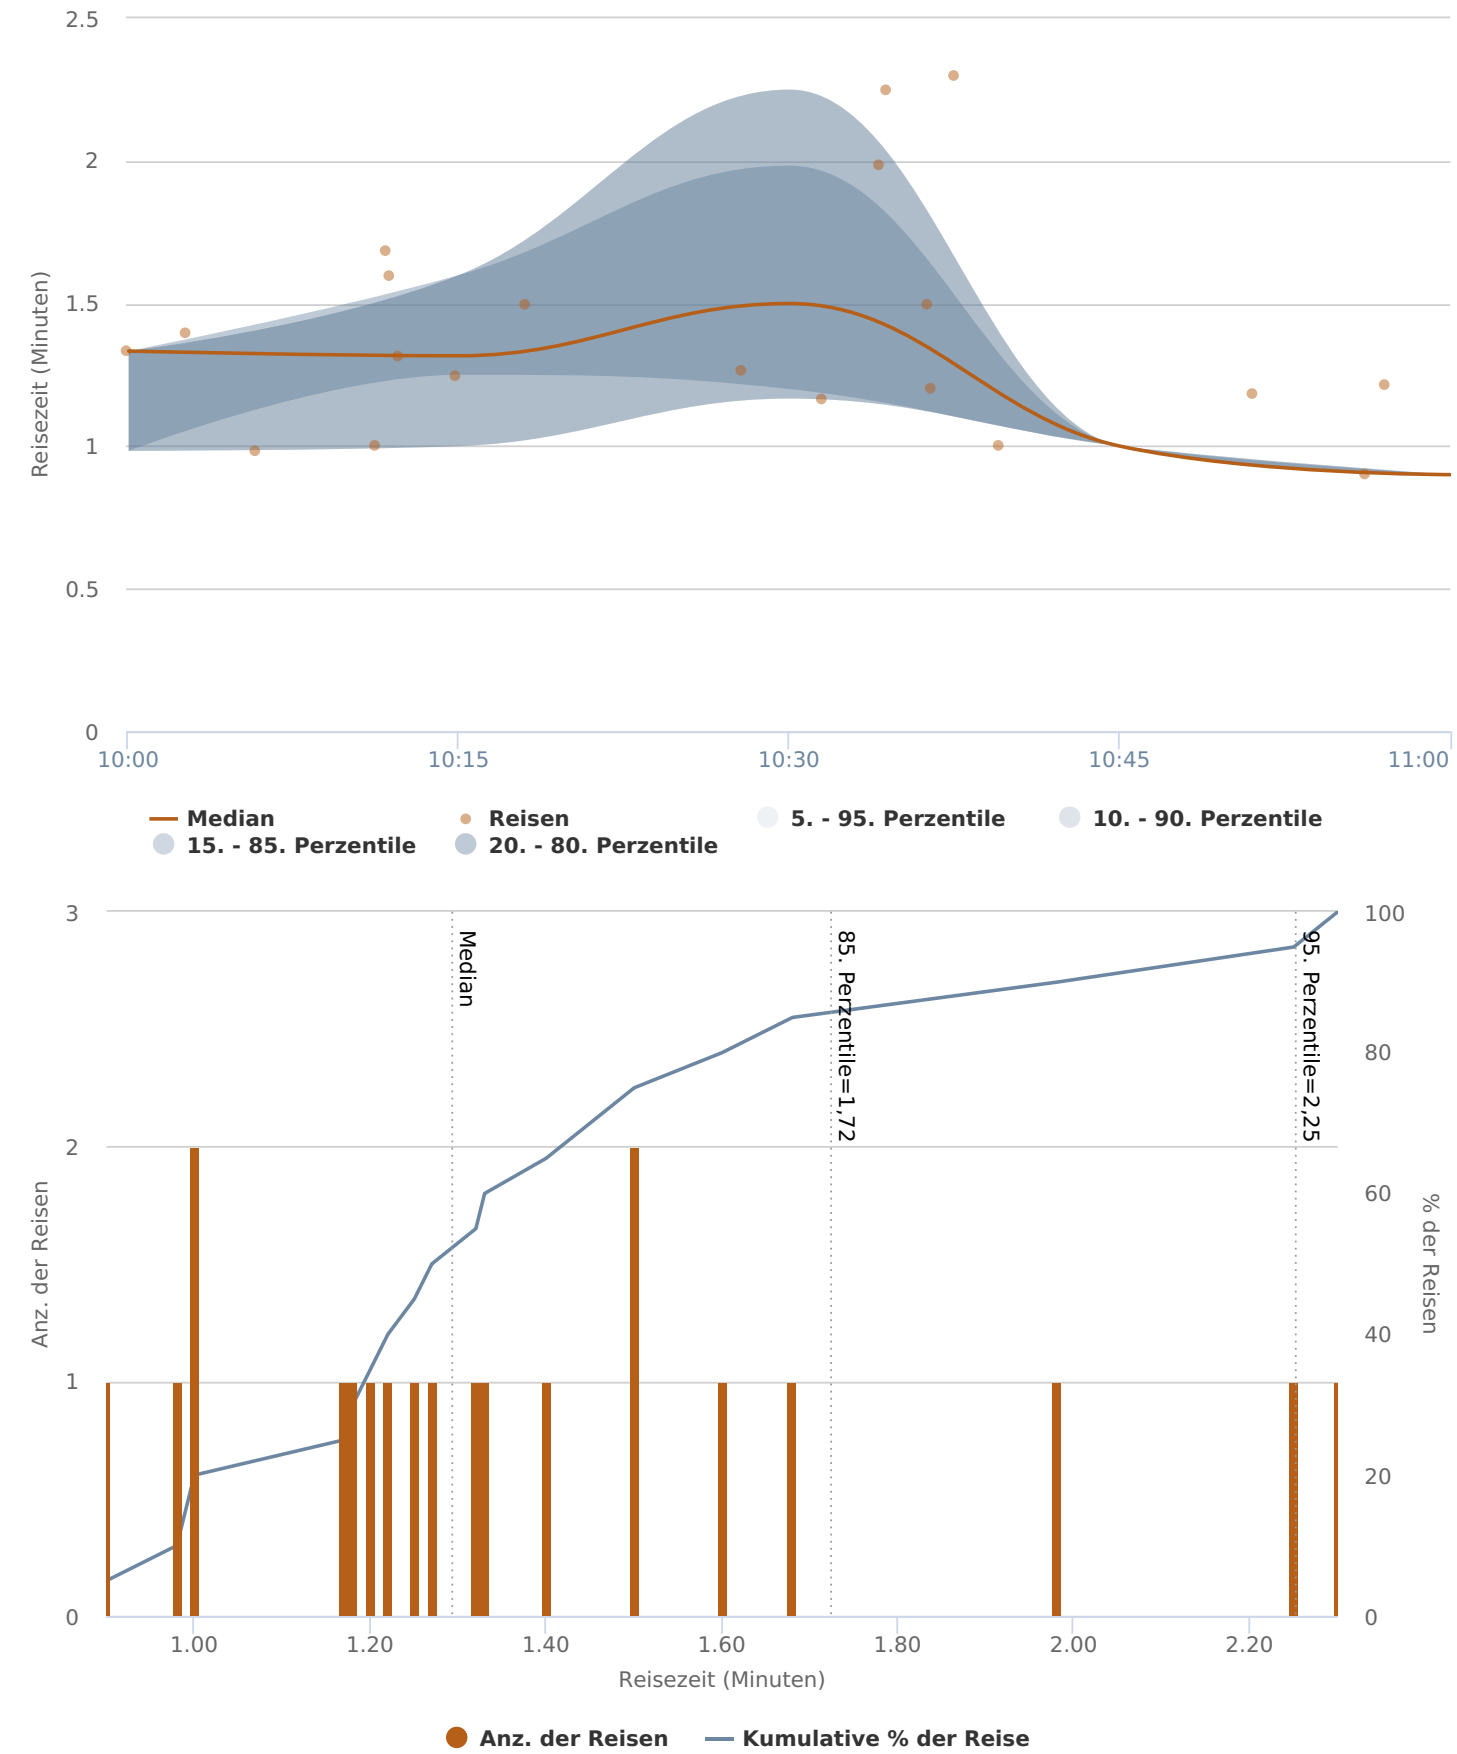 2.5
2
1.5
1
0.5
0
Reisezeit (Minuten)
10:00 10:15 10:30 10:45 11:00
Median Reisen 5. - 95. Perzentile 10. - 90. Perzentile
15. - 85. Perzentile 20. - 80. Perzentile
3
2
1
0
Anz. der Reisen
Median
85. Perzentile=1,72
95. Perzentile=2,25
100
80
60
40
20
0
% der Reisen
1.00 1.20 1.40 1.60 1.80 2.00 2.20
Reisezeit (Minuten)
Anz. der Reisen Kumulative % der Reise